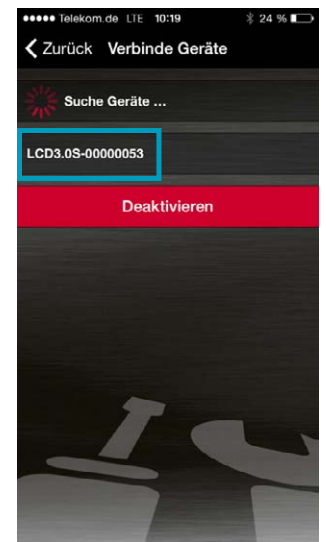 Telekom.de LTE 10:19 24 %
Zurück Verbinde Geräte
Suche Geräte ...
LCD3.0S-00000053
Deaktivieren